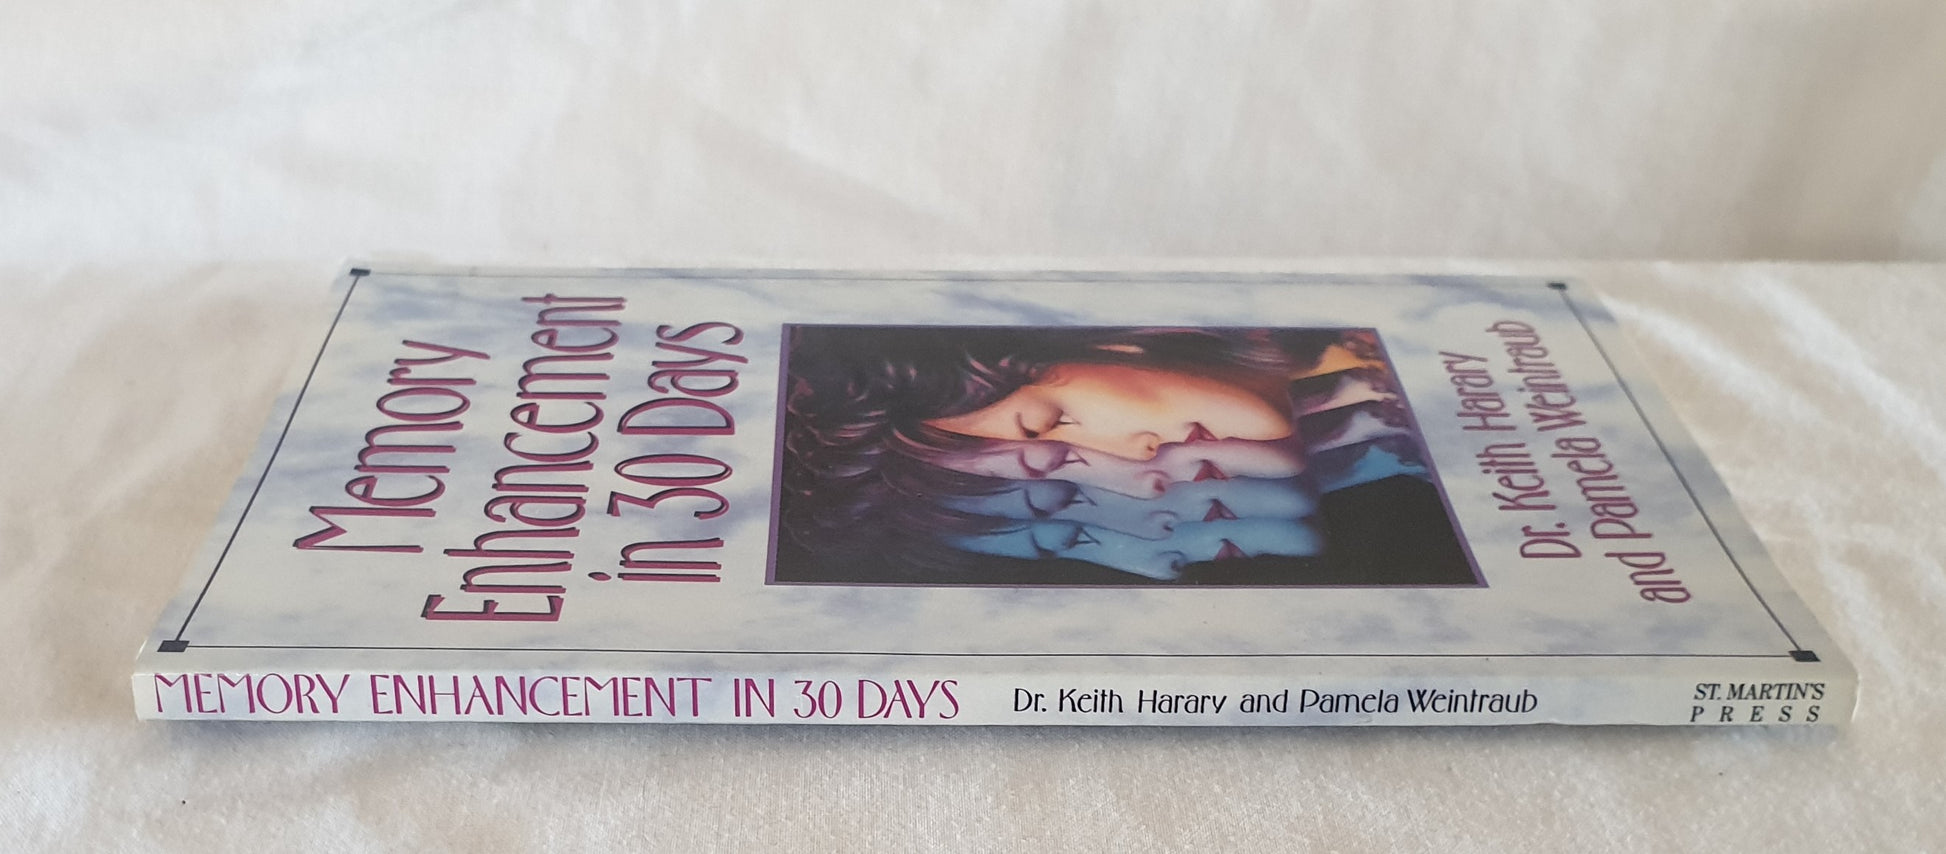 Memory
Enhancement
in 30 Days
Dr. Keith Harary
and Pamela Weintraub
MEMORY ENHANCEMENT IN 30 DAYS Dr. Keith Harary and Pamela Weintraub ST. MARTIN'S
PRESS